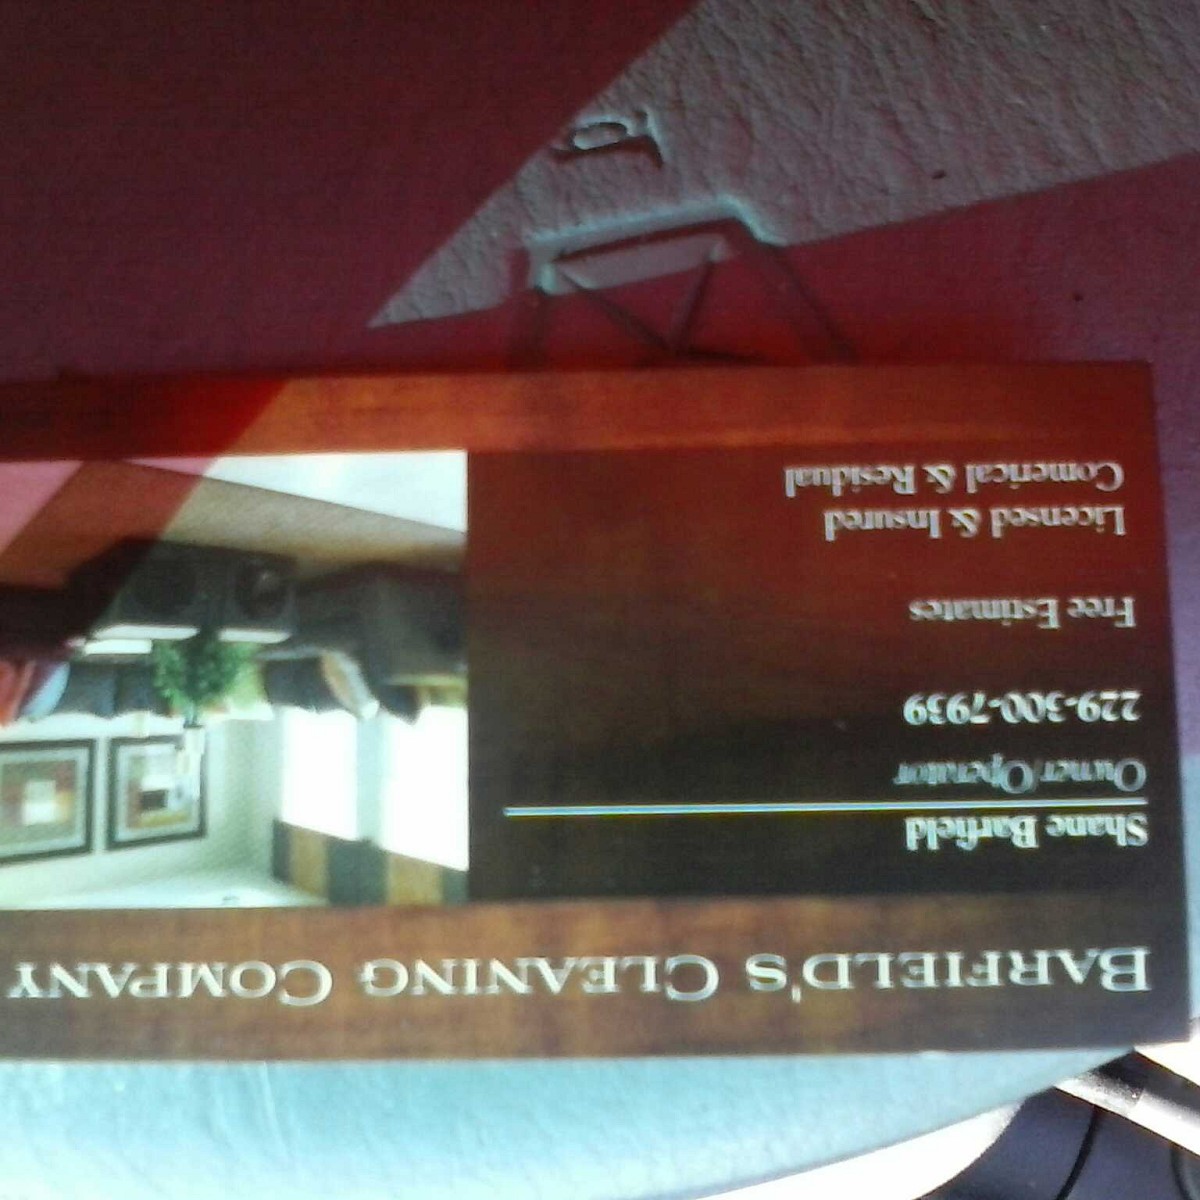 BARFIELD'S CLEANING COMPANY
Shane Barfield
Owner/Operator
229-300-7939
Free Estimates
Licensed & Insured
Comerical & Residual